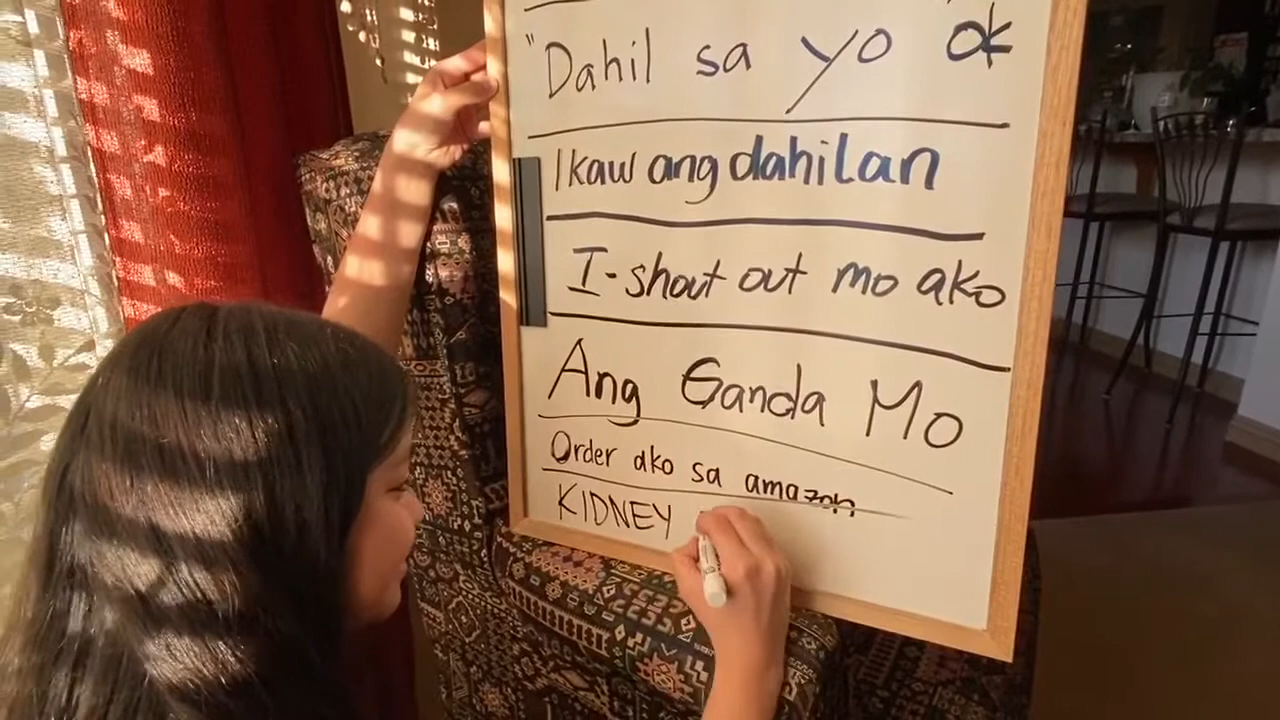 "Dahil sa yo ok
Ikaw ang dahilan
I-shout out mo ako
Ang Ganda Mo
Order ako sa amazon
KIDNEY